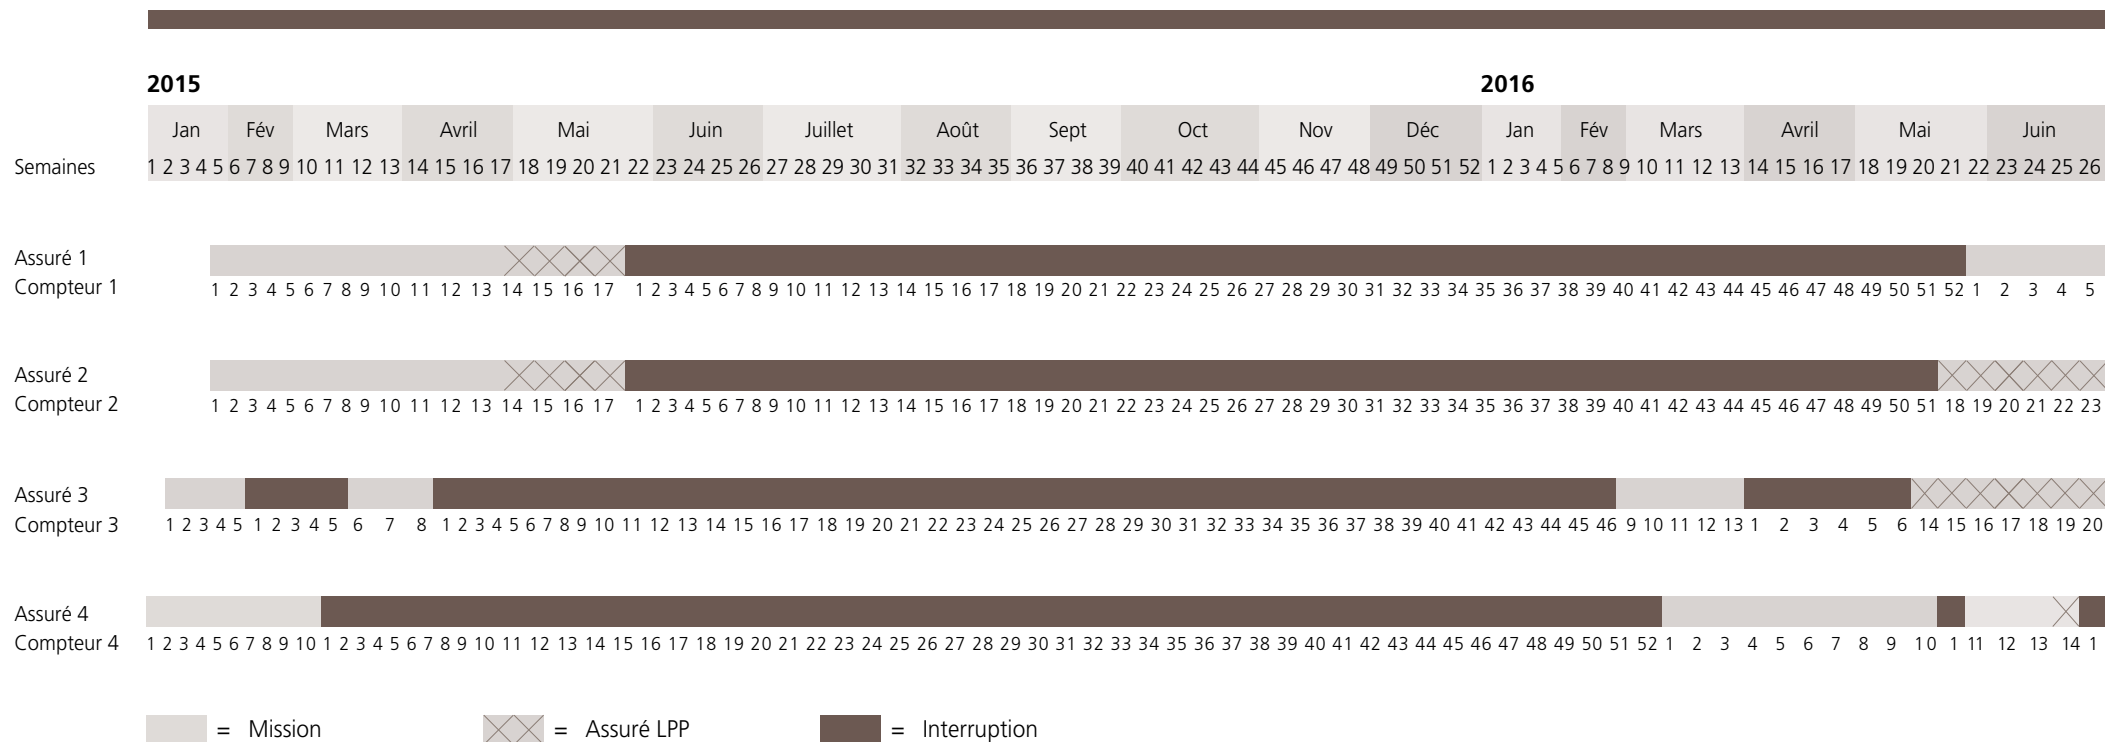 2015 2016
Jan Fév Mars Avril Mai Juin Juillet Août Sept Oct Nov Déc Jan Fév Mars Avril Mai Juin
Semaines 1 2 3 4 5 6 7 8 9 10 11 12 13 14 15 16 17 18 19 20 21 22 23 24 25 26 27 28 29 30 31 32 33 34 35 36 37 38 39 40 41 42 43 44 45 46 47 48 49 50 51 52 1 2 3 4 5 6 7 8 9 10 11 12 13 14 15 16 17 18 19 20 21 22 23 24 25 26
Assuré 1
Compteur 1 1 2 3 4 5 6 7 8 9 10 11 12 13 14 15 16 17 1 2 3 4 5 6 7 8 9 10 11 12 13 14 15 16 17 18 19 20 21 22 23 24 25 26 27 28 29 30 31 32 33 34 35 36 37 38 39 40 41 42 43 44 45 46 47 48 49 50 51 52 1 2 3 4 5
Assuré 2
Compteur 2 1 2 3 4 5 6 7 8 9 10 11 12 13 14 15 16 17 1 2 3 4 5 6 7 8 9 10 11 12 13 14 15 16 17 18 19 20 21 22 23 24 25 26 27 28 29 30 31 32 33 34 35 36 37 38 39 40 41 42 43 44 45 46 47 48 49 50 51 18 19 20 21 22 23
Assuré 3
Compteur 3 1 2 3 4 5 1 2 3 4 5 6 7 8 1 2 3 4 5 6 7 8 9 10 11 12 13 14 15 16 17 18 19 20 21 22 23 24 25 26 27 28 29 30 31 32 33 34 35 36 37 38 39 40 41 42 43 44 45 46 9 10 11 12 13 1 2 3 4 5 6 14 15 16 17 18 19 20
Assuré 4
Compteur 4 1 2 3 4 5 6 7 8 9 10 1 2 3 4 5 6 7 8 9 10 11 12 13 14 15 16 17 18 19 20 21 22 23 24 25 26 27 28 29 30 31 32 33 34 35 36 37 38 39 40 41 42 43 44 45 46 47 48 49 50 51 52 1 2 3 4 5 6 7 8 9 10 1 11 12 13 14 1
= Mission = Assuré LPP = Interruption